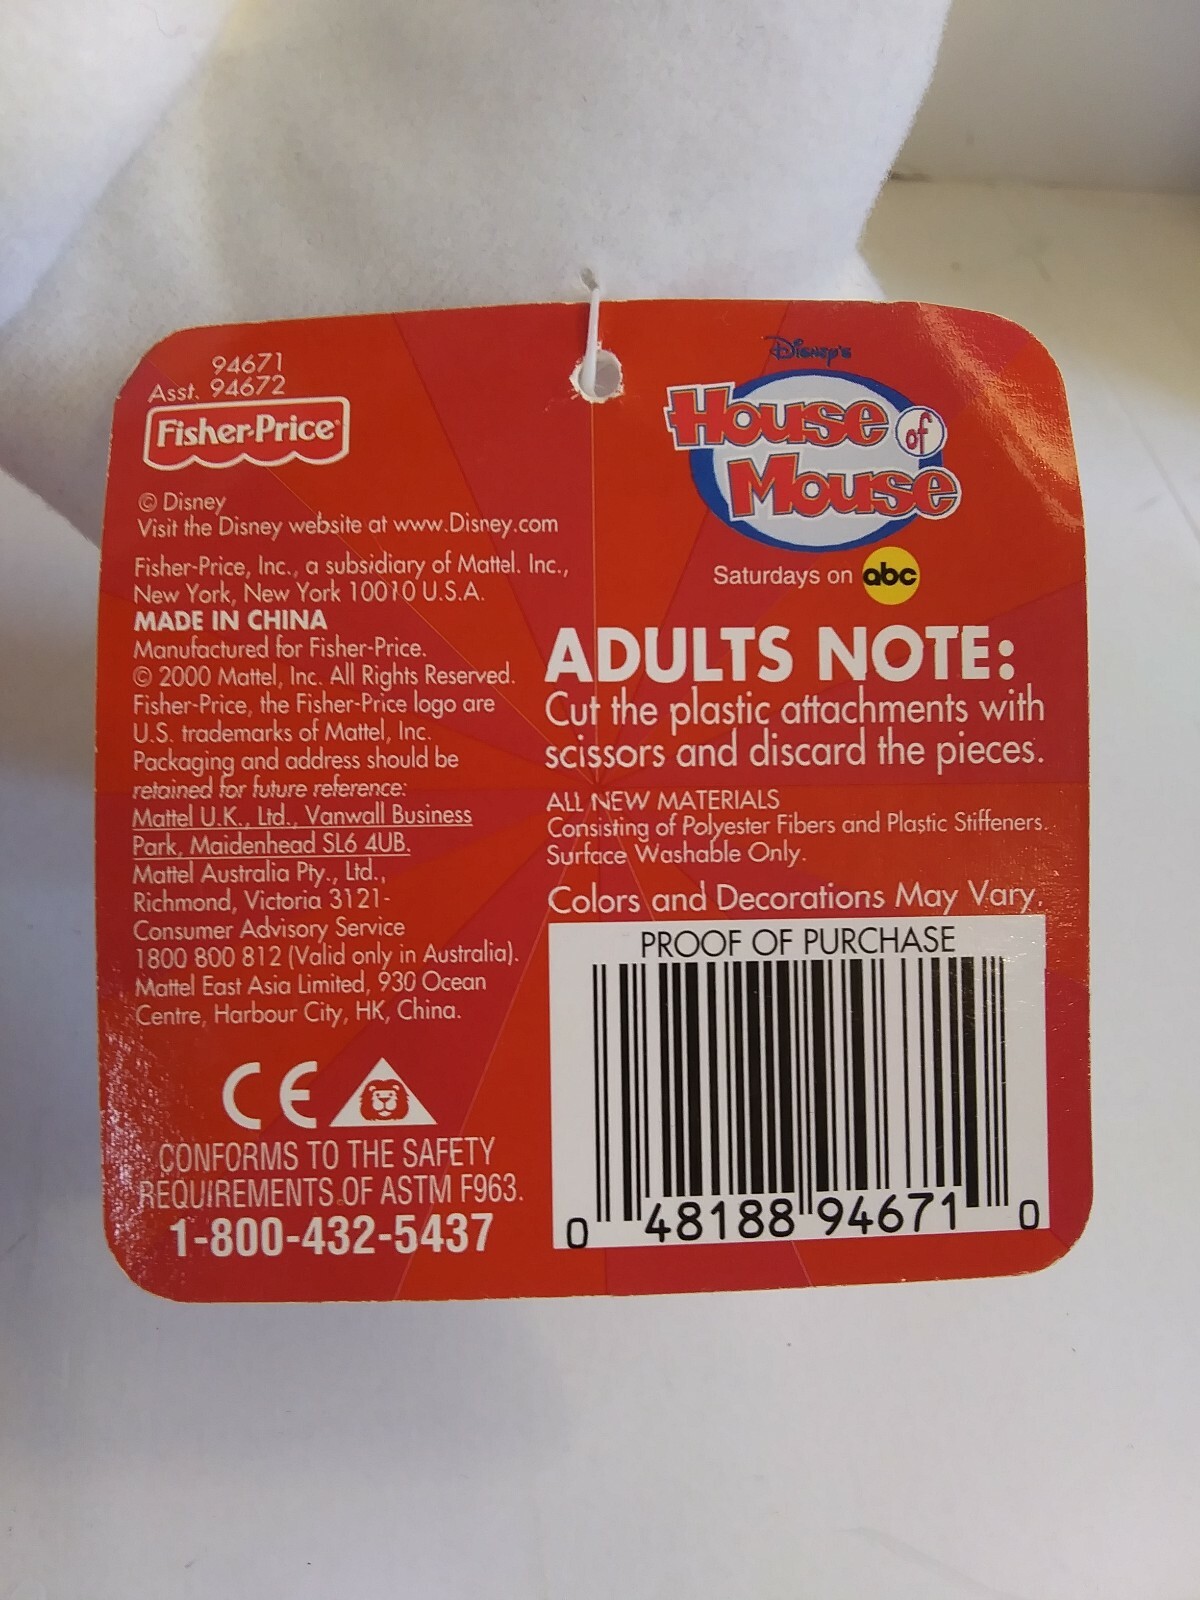 94671
Asst. 94672
Fisher-Price
© Disney
Visit the Disney website at www.Disney.com
Fisher-Price, Inc., a subsidiary of Mattel. Inc.,
New York, New York 10010 U.S.A.
MADE IN CHINA
Manufactured for Fisher-Price.
© 2000 Mattel, Inc. All Rights Reserved.
Fisher-Price, the Fisher-Price logo are
U.S. trademarks of Mattel, Inc.
Packaging and address should be
retained for future reference:
Mattel U.K., Ltd., Vanwall Business
Park, Maidenhead SL6 4UB.
Mattel Australia Pty., Ltd.,
Richmond, Victoria 3121-
Consumer Advisory Service
1800 800 812 (Valid only in Australia).
Mattel East Asia Limited, 930 Ocean
Centre, Harbour City, HK, China.
CE
CONFORMS TO THE SAFETY
REQUIREMENTS OF ASTM F963.
1-800-432-5437
Disney's
House of
Mouse
Saturdays on abc
ADULTS NOTE:
Cut the plastic attachments with
scissors and discard the pieces.
ALL NEW MATERIALS
Consisting of Polyester Fibers and Plastic Stiffeners.
Surface Washable Only.
Colors and Decorations May Vary.
PROOF OF PURCHASE
0 48188 94671 0